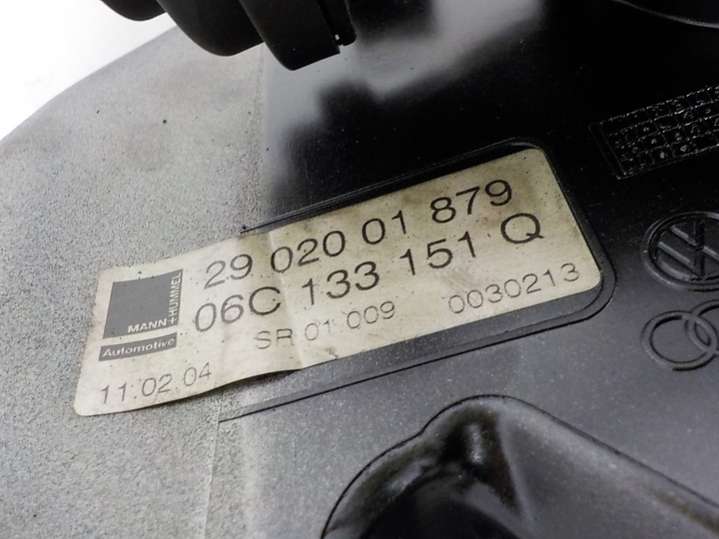 29 020 01 879
06C 133 151 Q
MANN+HUMMEL
Automotive
SR 01 009 0030213
11.02.04